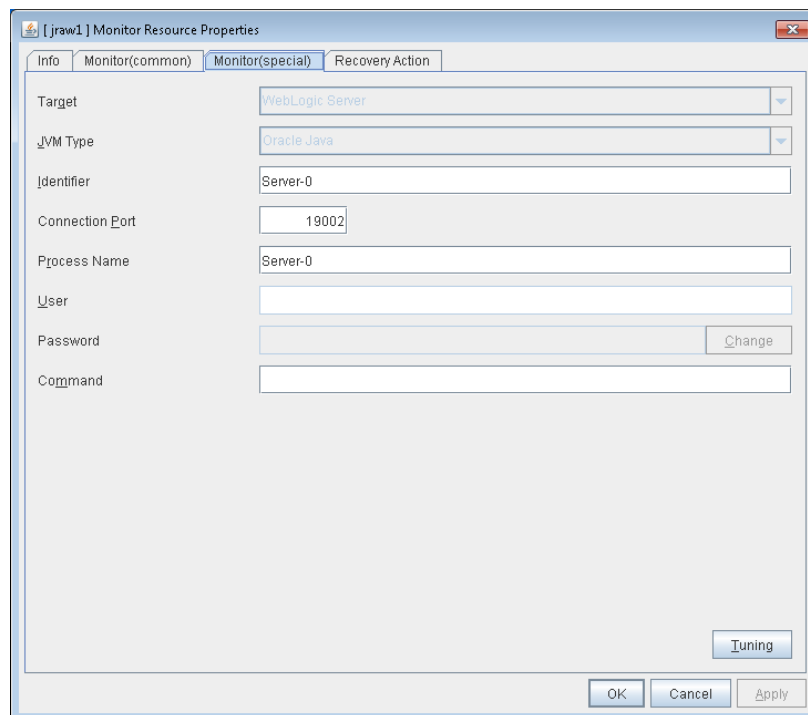 [ jraw1 ] Monitor Resource Properties
Info Monitor(common) Monitor(special) Recovery Action
Target WebLogic Server
JVM Type Oracle Java
Identifier Server-0
Connection Port 19002
Process Name Server-0
User
Password Change
Command
Tuning
OK Cancel Apply